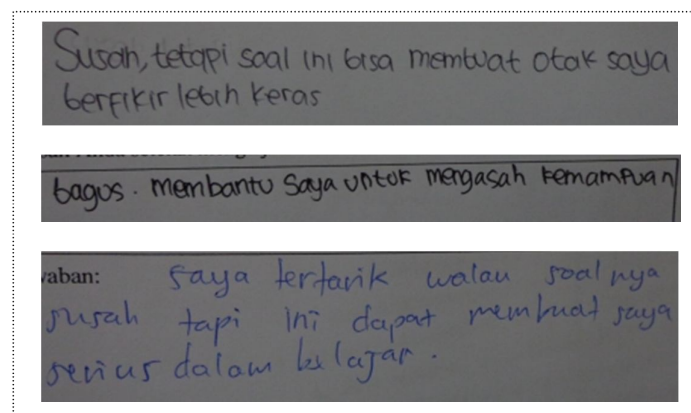 Susah, tetapi soal ini bisa membuat otak saya
berfikir lebih keras
bagus. membantu saya untuk mengasah kemampuan
waban: saya tertarik walau soalnya
susah tapi ini dapat membuat saya
serius dalam belajar.